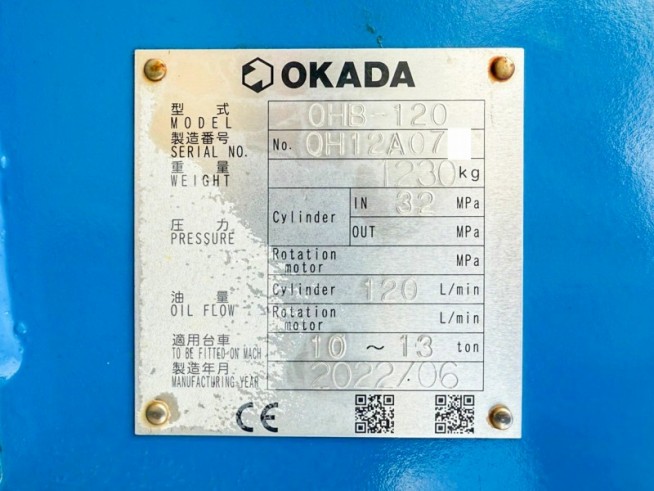 OKADA
型 式
MODEL OHB-120
製造番号
SERIAL NO. No. OH12A07
重 量
WEIGHT 1230 kg
圧 力
PRESSURE
Cylinder IN 32 MPa
OUT MPa
Rotation motor MPa
油 量
OIL FLOW
Cylinder 120 L/min
Rotation motor L/min
適用台車
TO BE FITTED-ON MACH 10 ~ 13 ton
製造年月
MANUFACTURING YEAR 2022/06
CE